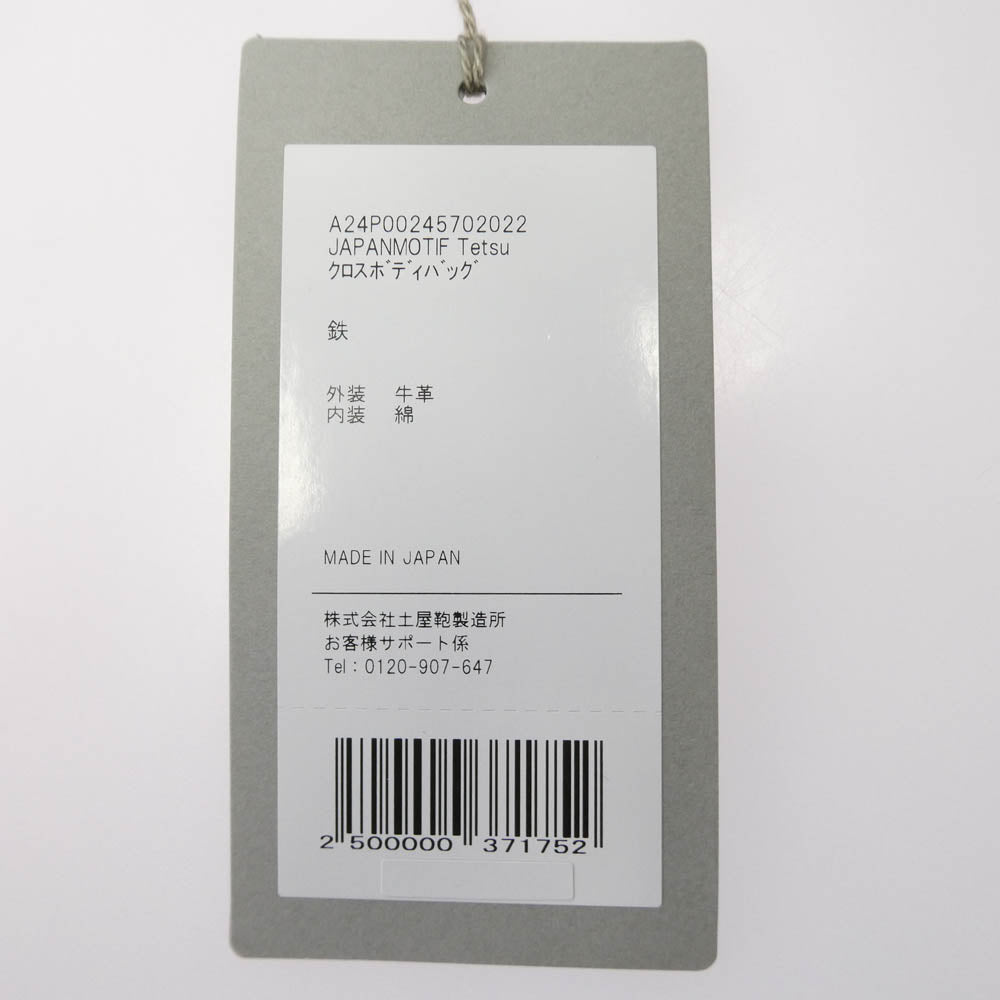 A24P00245702022
JAPANMOTIF Tetsu
ｸﾛｽﾎﾞﾃﾞｨﾊﾞｯｸﾞ
鉄
外装　牛革
内装　綿
MADE IN JAPAN
株式会社土屋鞄製造所
お客様サポート係
Tel：0120-907-647
2 500000 371752